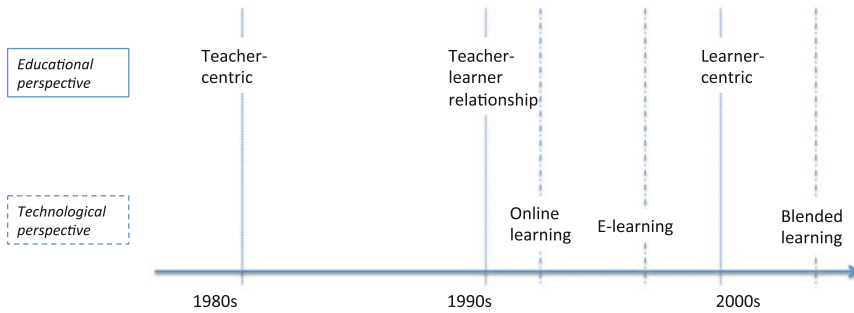 Educational
perspective
Teacher-
centric
Teacher-
learner
relationship
Learner-
centric
Technological
perspective
Online
learning
E-learning
Blended
learning
1980s
1990s
2000s